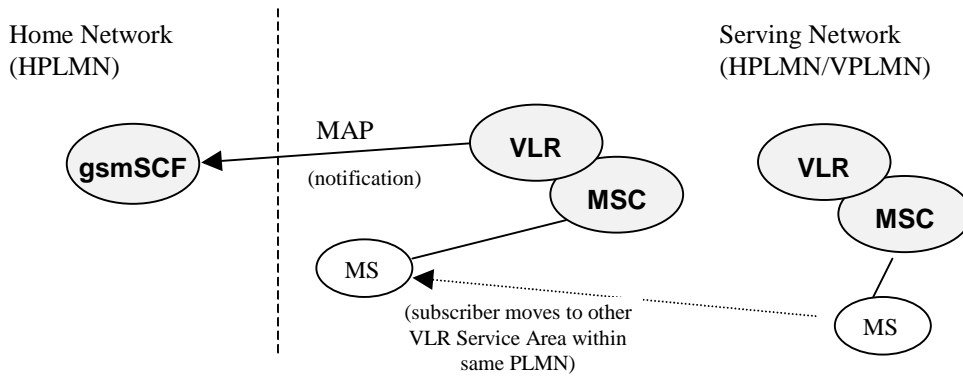 Home Network
(HPLMN)
Serving Network
(HPLMN/VPLMN)
MAP
(notification)
gsmSCF
VLR
MSC
VLR
MSC
MS
(subscriber moves to other
VLR Service Area within
same PLMN)
MS